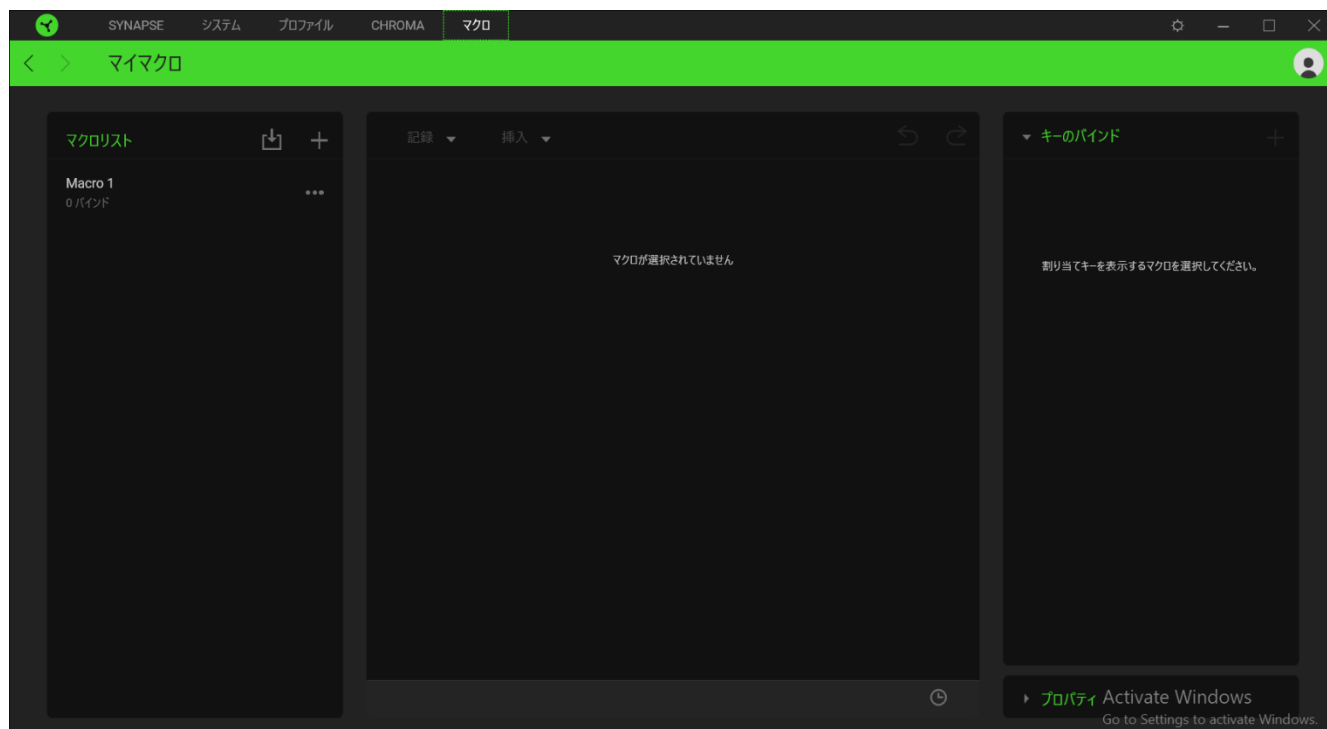 SYNAPSE システム プロファイル CHROMA マクロ
マイマクロ
マクロリスト
Macro 1
0 バインド
記録 挿入
マクロが選択されていません
キーのバインド
割り当てキーを表示するマクロを選択してください。
プロパティ
Activate Windows
Go to Settings to activate Windows.